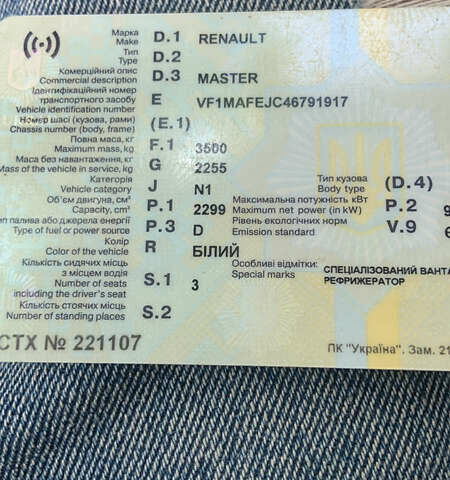 Марка
Make D.1 RENAULT
Тип
Type D.2
Комерційний опис
Commercial description D.3 MASTER
Ідентифікаційний номер
транспортного засобу
Vehicle identification number E VF1MAFEJC46791917
Номер шасі (кузова, рами)
Chassis number (body, frame) (E.1)
Повна маса, кг
Maximum mass, kg F.1 3500
Маса без навантаження, кг
Mass of the vehicle in service, kg G 2255
Категорія
Vehicle category J N1
Тип кузова
Body type (D.4)
Об'єм двигуна, см³
Capacity, cm³ P.1 2299
Максимальна потужність кВт
Maximum net power (in kW) P.2 9
Тип палива або джерела енергії
Type of fuel or power source P.3 D
Рівень екологічних норм
Emission standard V.9
Колір
Color of the vehicle R БІЛИЙ
Кількість сидячих місць
з місцем водія
Number of seats
including the driver's seat S.1 3
Особливі відмітки:
Special marks
СПЕЦІАЛІЗОВАНИЙ ВАНТА
РЕФРИЖЕРАТОР
Кількість стоячих місць
Number of standing places S.2
СТХ № 221107
ПК "Україна". Зам. 21